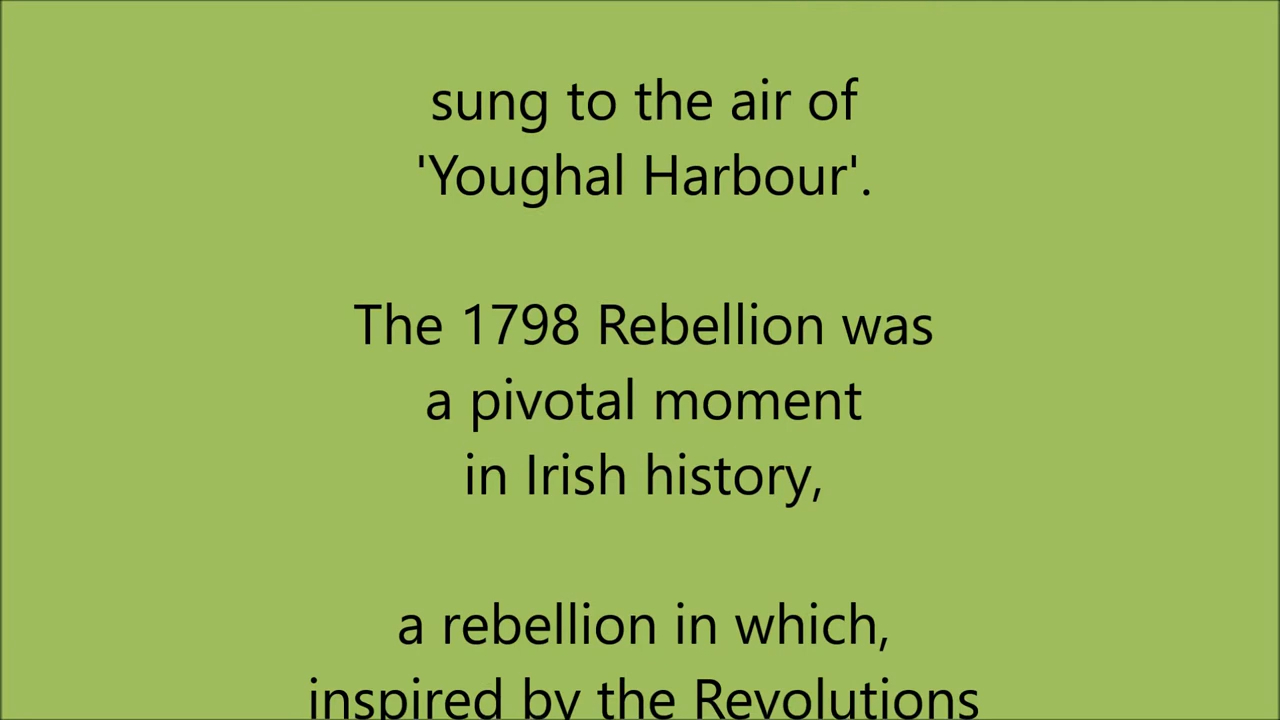 sung to the air of
'Youghal Harbour'.
The 1798 Rebellion was
a pivotal moment
in Irish history,
a rebellion in which,
inspired by the Revolutions